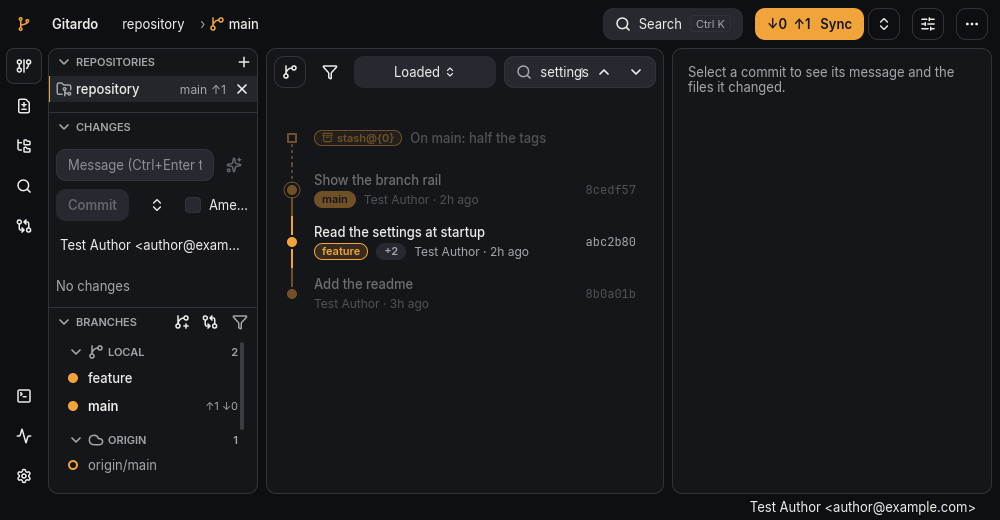 Gitardo repository › main
Search Ctrl K
↓0 ↑1 Sync
REPOSITORIES
repository main ↑1
CHANGES
Message (Ctrl+Enter t
Commit Ame...
Test Author <author@exam...
No changes
BRANCHES
LOCAL 2
feature
main ↑1 ↓0
ORIGIN 1
origin/main
Loaded
settings
stash@{0} On main: half the tags
Show the branch rail
main Test Author · 2h ago 8cedf57
Read the settings at startup
feature +2 Test Author · 2h ago abc2b80
Add the readme
Test Author · 3h ago 8b0a01b
Select a commit to see its message and the
files it changed.
Test Author <author@example.com>